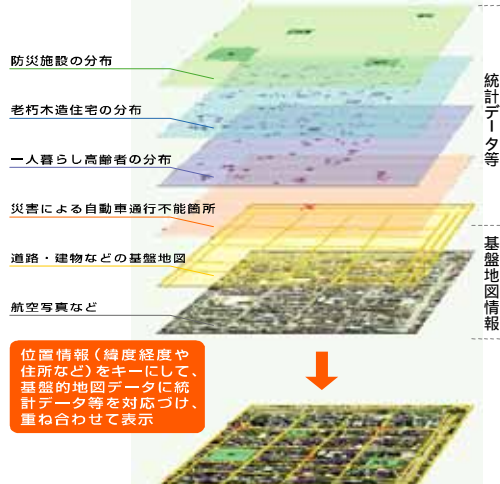 防災施設の分布
老朽木造住宅の分布
一人暮らし高齢者の分布
災害による自動車通行不能箇所
道路・建物などの基盤地図
航空写真など
統計データ等
基盤地図情報
位置情報（緯度経度や
住所など）をキーにして、
基盤的地図データに統
計データ等を対応づけ、
重ね合わせて表示